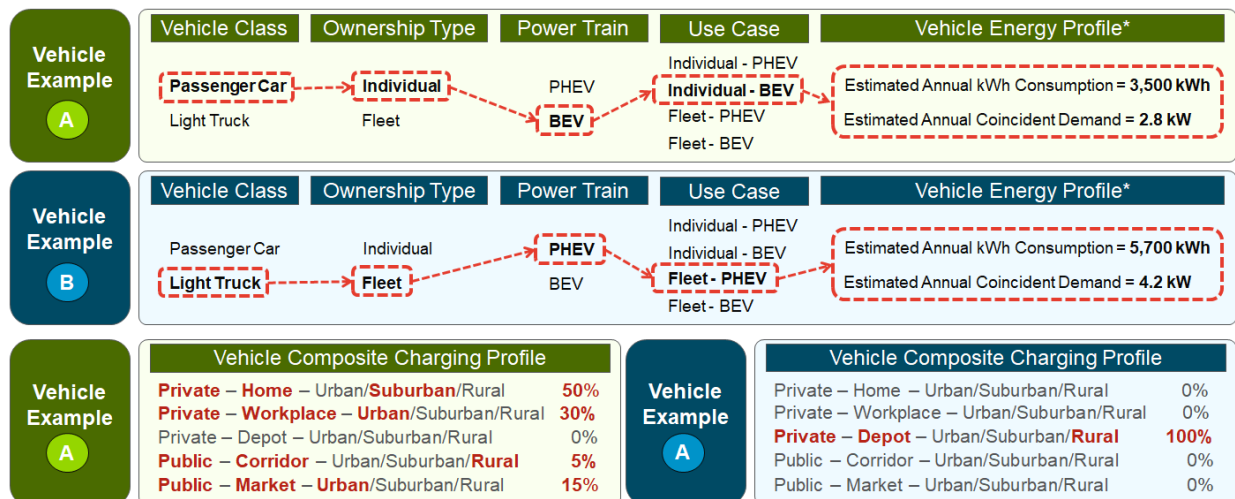 Vehicle Example A
Vehicle Class Ownership Type Power Train Use Case Vehicle Energy Profile*
Individual - PHEV
Passenger Car Individual PHEV Individual - BEV Estimated Annual kWh Consumption = 3,500 kWh
Light Truck Fleet BEV Fleet - PHEV Estimated Annual Coincident Demand = 2.8 kW
Fleet - BEV
Vehicle Example B
Vehicle Class Ownership Type Power Train Use Case Vehicle Energy Profile*
Individual - PHEV
Passenger Car Individual PHEV Individual - BEV Estimated Annual kWh Consumption = 5,700 kWh
Light Truck Fleet BEV Fleet - PHEV Estimated Annual Coincident Demand = 4.2 kW
Fleet - BEV
Vehicle Example A
Vehicle Composite Charging Profile
Private – Home – Urban/Suburban/Rural 50%
Private – Workplace – Urban/Suburban/Rural 30%
Private – Depot – Urban/Suburban/Rural 0%
Public – Corridor – Urban/Suburban/Rural 5%
Public – Market – Urban/Suburban/Rural 15%
Vehicle Example A
Vehicle Composite Charging Profile
Private – Home – Urban/Suburban/Rural 0%
Private – Workplace – Urban/Suburban/Rural 0%
Private – Depot – Urban/Suburban/Rural 100%
Public – Corridor – Urban/Suburban/Rural 0%
Public – Market – Urban/Suburban/Rural 0%